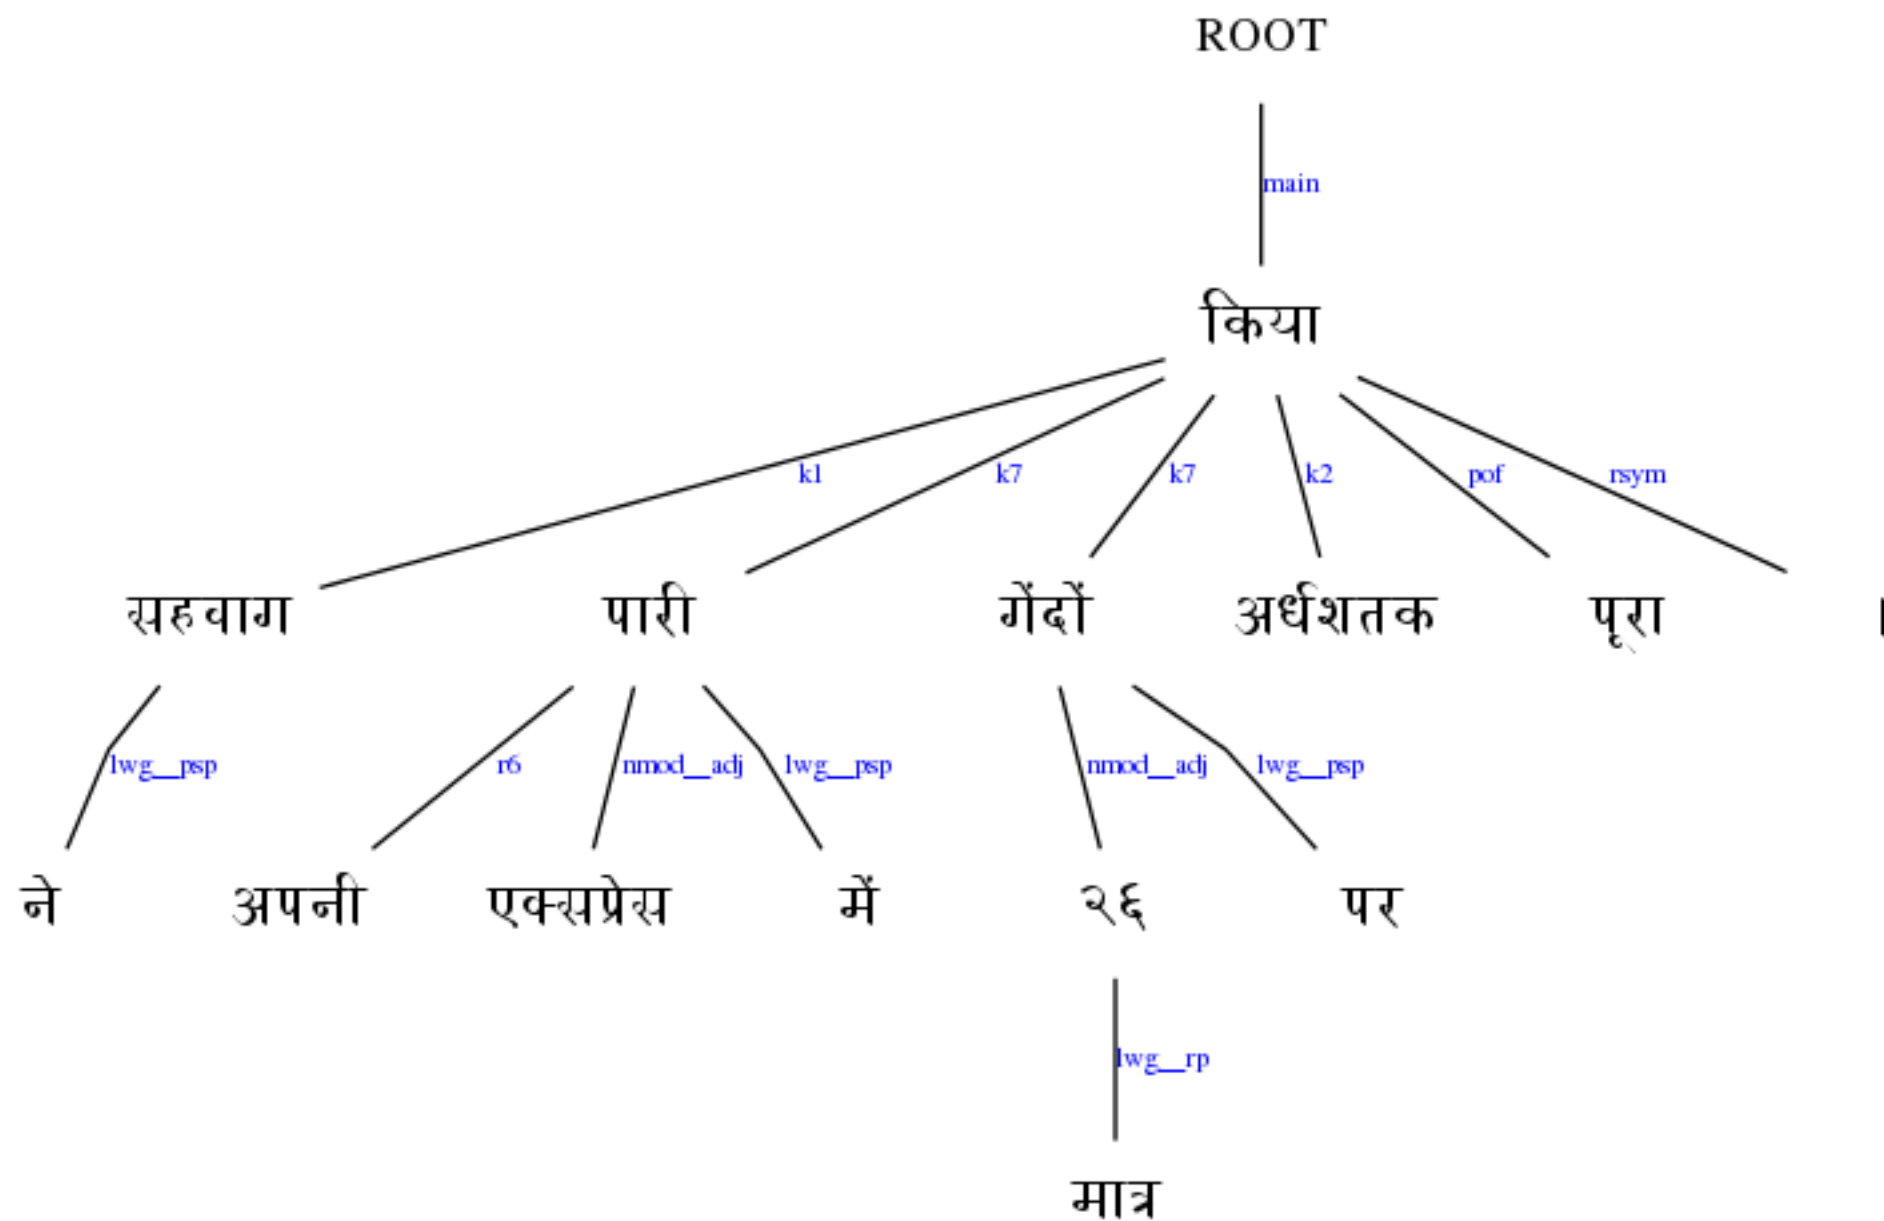 ROOT
main
किया
k1 k7 k7 k2 pof rsym
सहवाग पारी गेंदों अर्धशतक पूरा ।
lwg__psp r6 nmod__adj lwg__psp nmod__adj lwg__psp
ने अपनी एक्सप्रेस में २६ पर
lwg__rp
मात्र